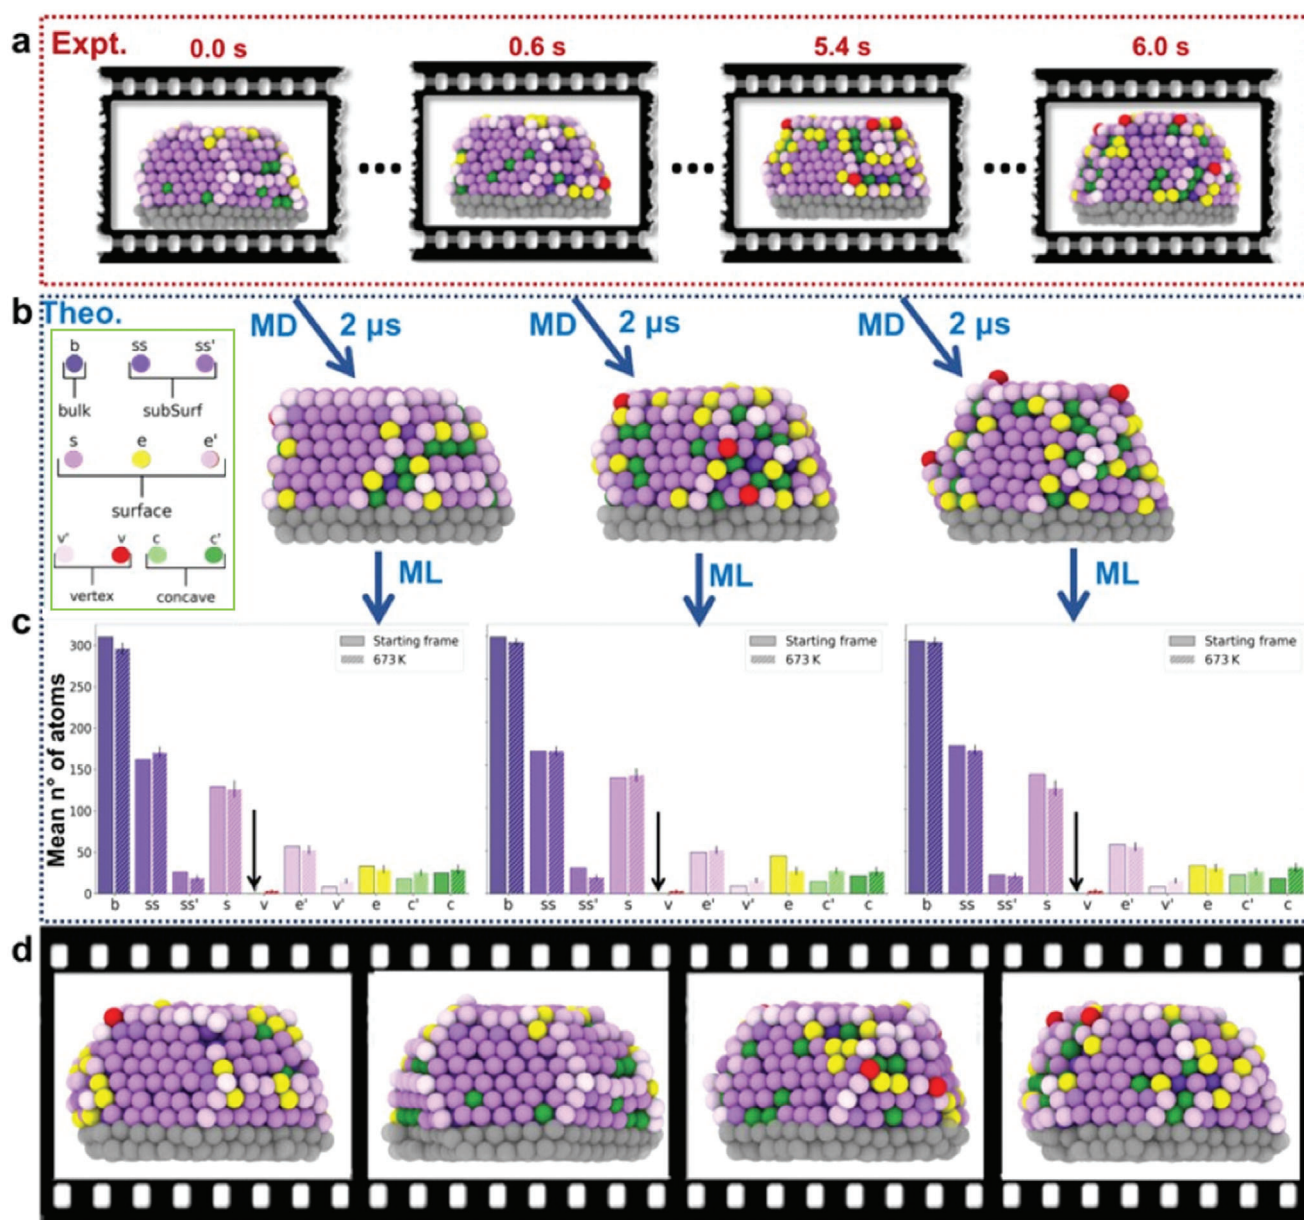 a
Expt.
0.0 s
0.6 s
5.4 s
6.0 s
b
Theo.
MD 2 μs
MD 2 μs
MD 2 μs
b ss ss'
bulk subSurf
s e e'
surface
v' v c c'
vertex concave
ML
ML
ML
c
Mean n° of atoms
300
250
200
150
100
50
0
Starting frame
673 K
b ss ss' s v e' v' e c' c
Starting frame
673 K
b ss ss' s v e' v' e c' c
Starting frame
673 K
b ss ss' s v e' v' e c' c
d